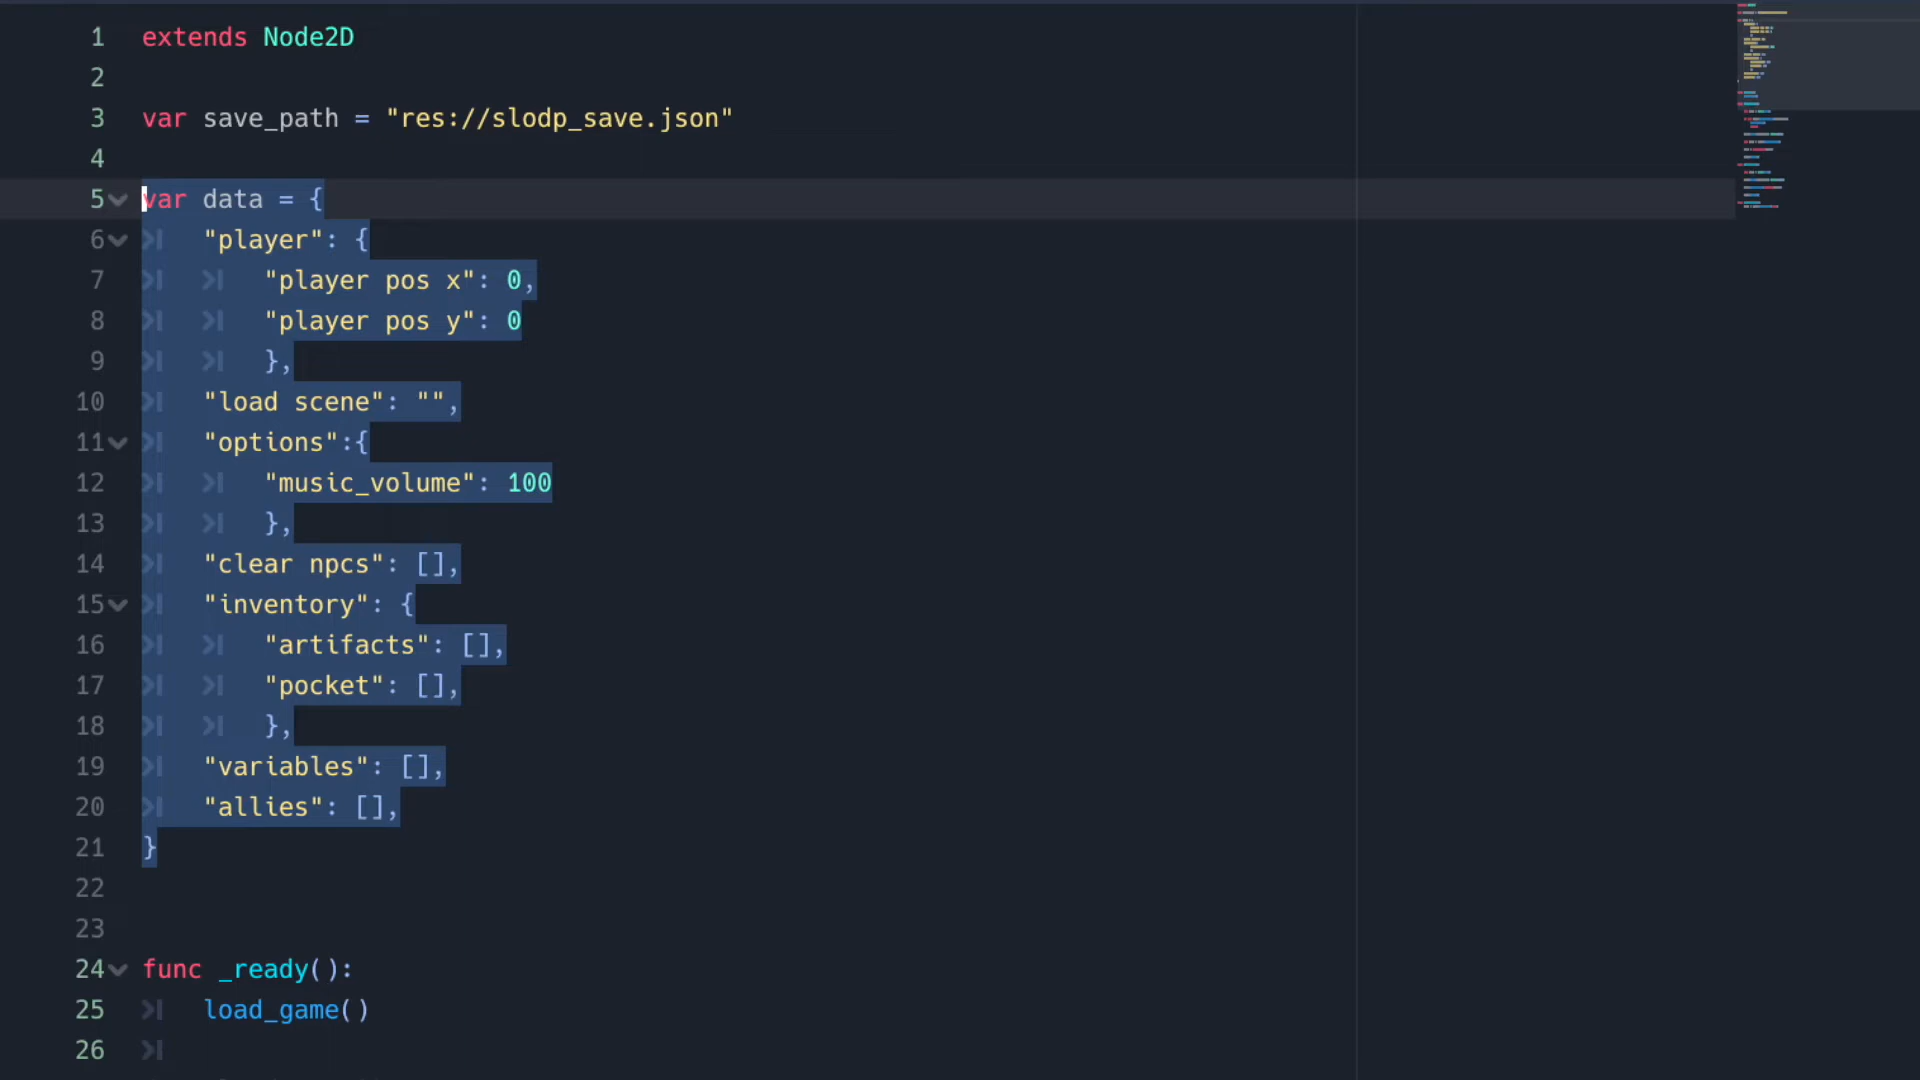 1 extends Node2D
2
3 var save_path = "res://slodp_save.json"
4
5 var data = {
6 "player": {
7 "player pos x": 0,
8 "player pos y": 0
9 },
10 "load scene": "",
11 "options":{
12 "music_volume": 100
13 },
14 "clear npcs": [],
15 "inventory": {
16 "artifacts": [],
17 "pocket": [],
18 },
19 "variables": [],
20 "allies": [],
21 }
22
23
24 func _ready():
25 load_game()
26